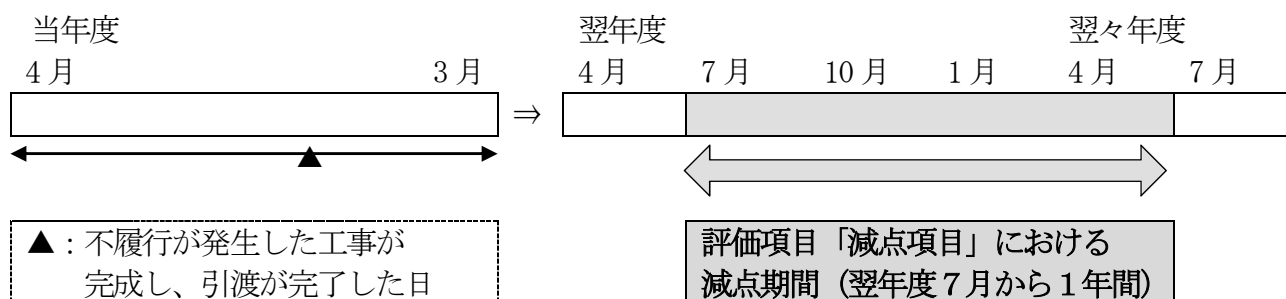 当年度 翌年度 翌々年度
4月 3月 4月 7月 10月 1月 4月 7月
⇒
▲
▲：不履行が発生した工事が
完成し、引渡が完了した日
評価項目「減点項目」における
減点期間（翌年度７月から１年間）